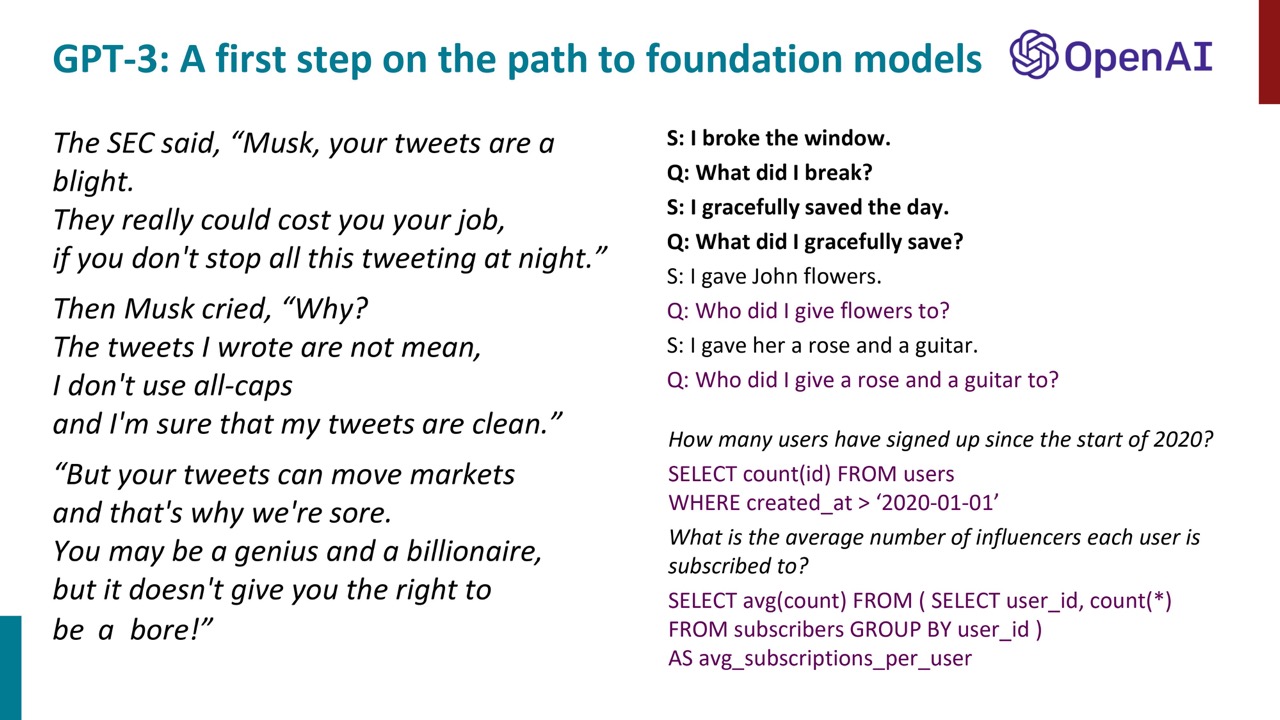 GPT-3: A first step on the path to foundation models
OpenAI
The SEC said, “Musk, your tweets are a
blight.
They really could cost you your job,
if you don't stop all this tweeting at night.”
Then Musk cried, “Why?
The tweets I wrote are not mean,
I don't use all-caps
and I'm sure that my tweets are clean.”
“But your tweets can move markets
and that's why we're sore.
You may be a genius and a billionaire,
but it doesn't give you the right to
be a bore!”
S: I broke the window.
Q: What did I break?
S: I gracefully saved the day.
Q: What did I gracefully save?
S: I gave John flowers.
Q: Who did I give flowers to?
S: I gave her a rose and a guitar.
Q: Who did I give a rose and a guitar to?
How many users have signed up since the start of 2020?
SELECT count(id) FROM users
WHERE created_at > ‘2020-01-01’
What is the average number of influencers each user is
subscribed to?
SELECT avg(count) FROM ( SELECT user_id, count(*)
FROM subscribers GROUP BY user_id )
AS avg_subscriptions_per_user